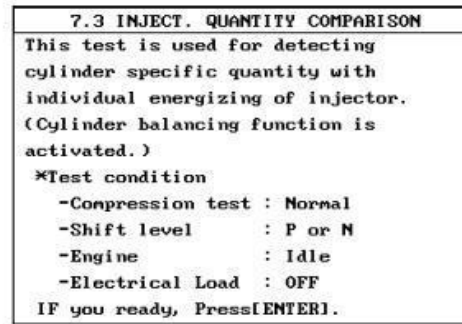 7.3 INJECT. QUANTITY COMPARISON
This test is used for detecting
cylinder specific quantity with
individual energizing of injector.
(Cylinder balancing function is
activated.)
*Test condition
-Compression test : Normal
-Shift level : P or N
-Engine : Idle
-Electrical Load : OFF
IF you ready, Press[ENTER].